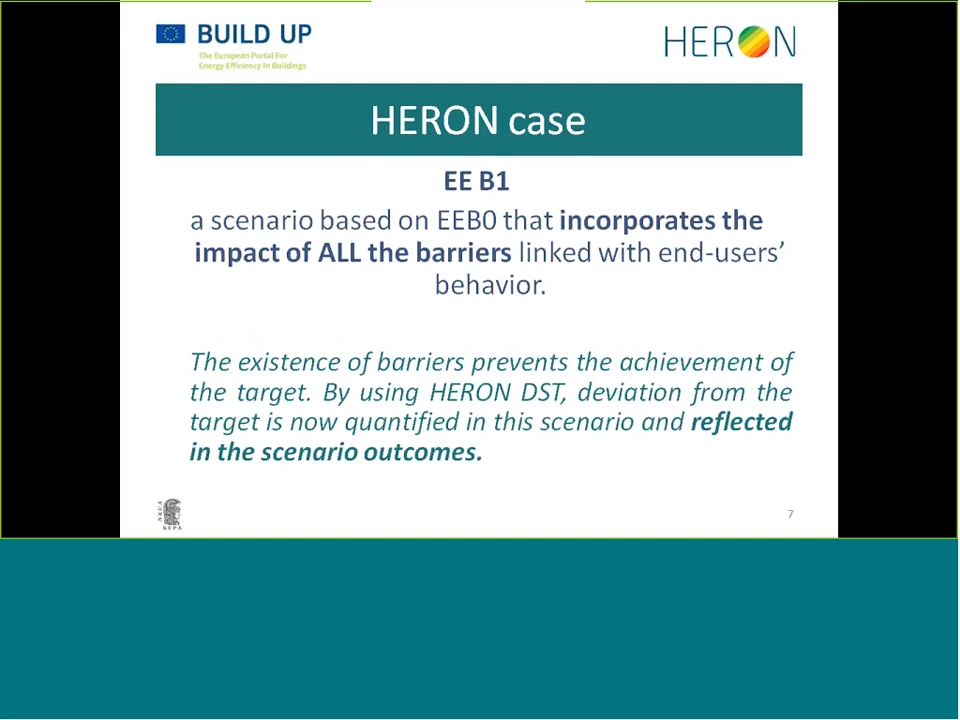 BUILD UP
The European Portal For
Energy Efficiency In Buildings
HERON
HERON case
EE B1
a scenario based on EEB0 that incorporates the
impact of ALL the barriers linked with end-users’
behavior.
The existence of barriers prevents the achievement of
the target. By using HERON DST, deviation from the
target is now quantified in this scenario and reflected
in the scenario outcomes.
KEPA
7